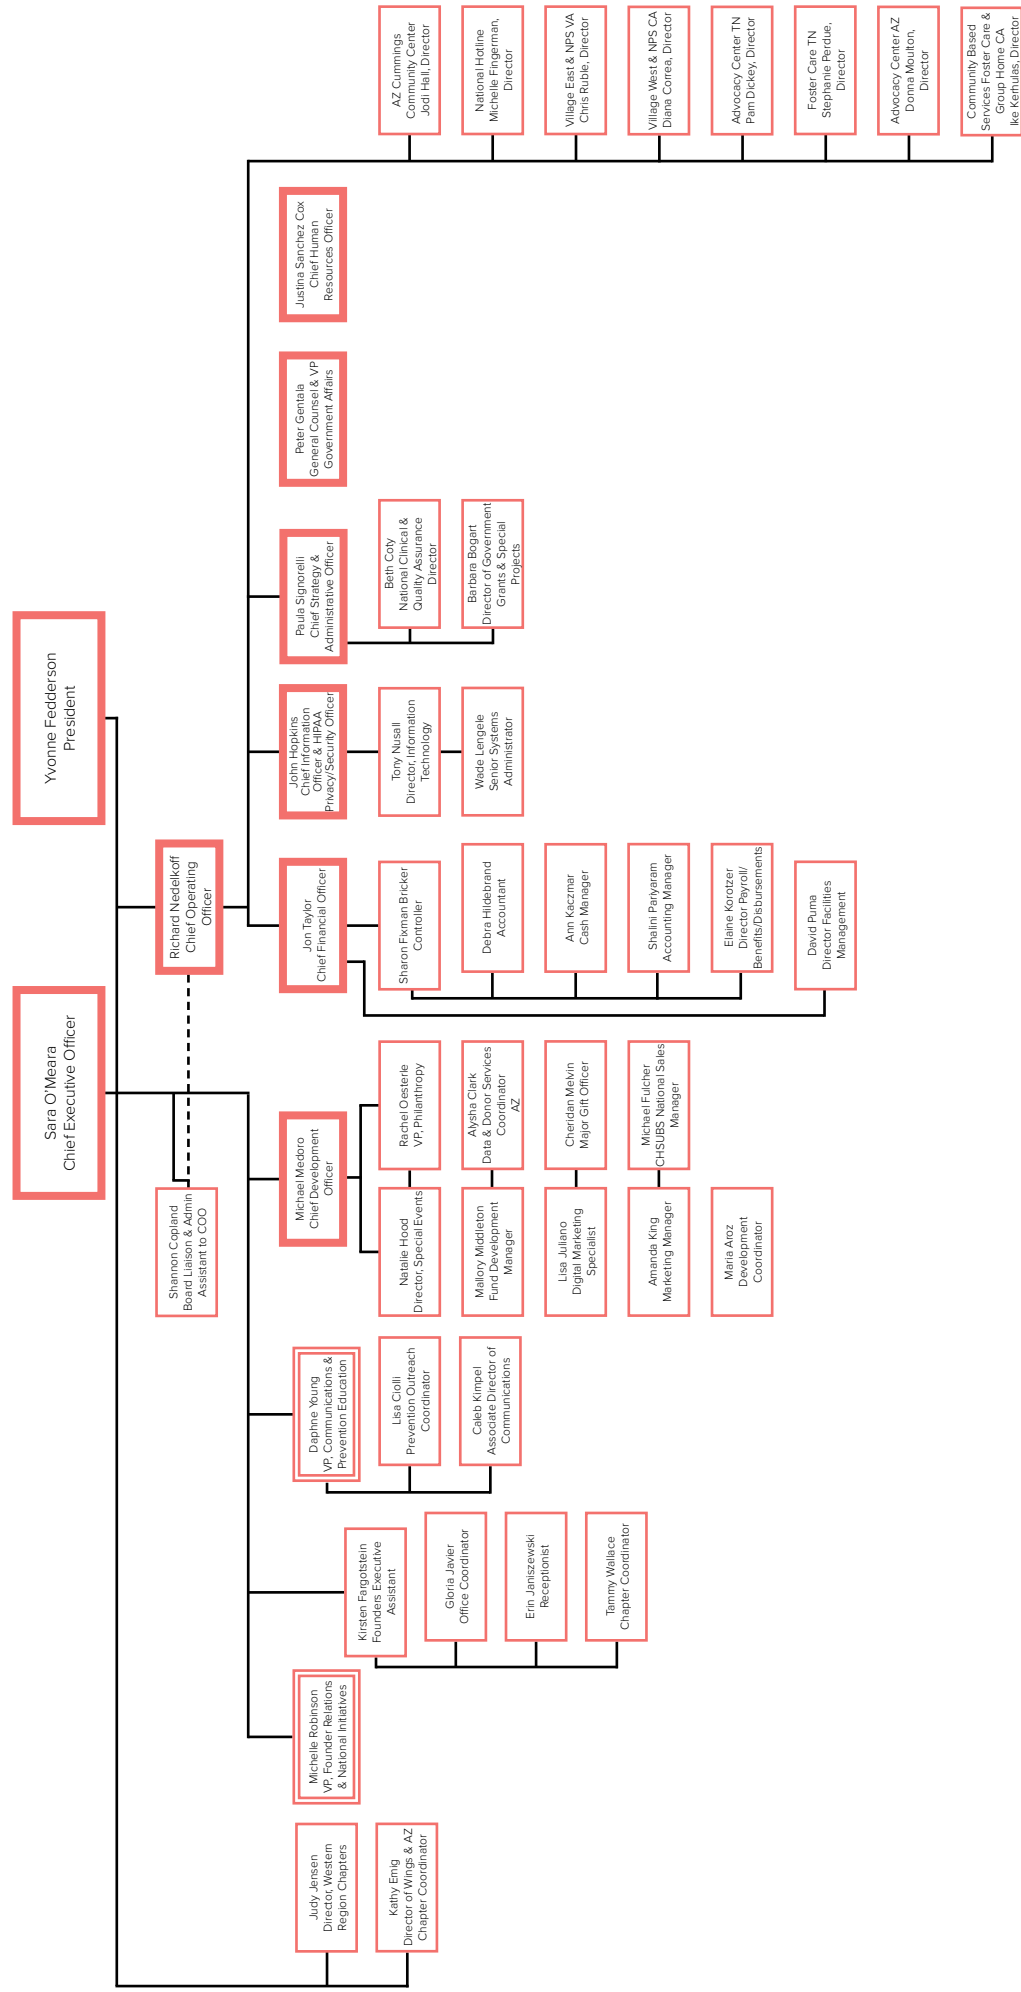 Sara O'Meara
Chief Executive Officer
Yvonne Fedderson
President
Shannon Copland
Board Liaison & Admin
Assistant to COO
Richard Nedelkoff
Chief Operating
Officer
Judy Jensen
Director, Western
Region Chapters
Kathy Emig
Director of Wings & AZ
Chapter Coordinator
Michelle Robinson
VP, Founder Relations
& National Initiatives
Kirsten Fargotstein
Founders Executive
Assistant
Gloria Javier
Office Coordinator
Erin Janiszewski
Receptionist
Tammy Wallace
Chapter Coordinator
Daphne Young
VP, Communications &
Prevention Education
Lisa Ciolli
Prevention Outreach
Coordinator
Caleb Kimpel
Associate Director of
Communications
Michael Medoro
Chief Development
Officer
Natalie Hood
Director, Special Events
Rachel Oesterle
VP, Philanthropy
Mallory Middleton
Fund Development
Manager
Alysha Clark
Data & Donor Services
Coordinator
AZ
Lisa Juliano
Digital Marketing
Specialist
Cheridan Melvin
Major Gift Officer
Amanda King
Marketing Manager
Michael Fulcher
CHSUBS National Sales
Manager
Maria Aroz
Development
Coordinator
Jon Taylor
Chief Financial Officer
Sharon Fixman Bricker
Controller
Debra Hildebrand
Accountant
Ann Kaczmar
Cash Manager
Shalini Pariyaram
Accounting Manager
Elaine Korotzer
Director Payroll/
Benefits/Disbursements
David Puma
Director Facilities
Management
John Hopkins
Chief Information
Officer & HIPAA
Privacy/Security Officer
Tony Nusall
Director, Information
Technology
Wade Lengele
Senior Systems
Administrator
Paula Signorelli
Chief Strategy &
Administrative Officer
Beth Coty
National Clinical &
Quality Assurance
Director
Barbara Bogart
Director of Government
Grants & Special
Projects
Peter Gentala
General Counsel & VP
Government Affairs
Justina Sanchez Cox
Chief Human
Resources Officer
AZ Cummings
Community Center
Jodi Hall, Director
National Hotline
Michelle Fingerman,
Director
Village East & NPS VA
Chris Ruble, Director
Village West & NPS CA
Diana Correa, Director
Advocacy Center TN
Pam Dickey, Director
Foster Care TN
Stephanie Perdue,
Director
Advocacy Center AZ
Donna Moulton,
Director
Community Based
Services Foster Care &
Group Home CA
Ike Kerhulas, Director